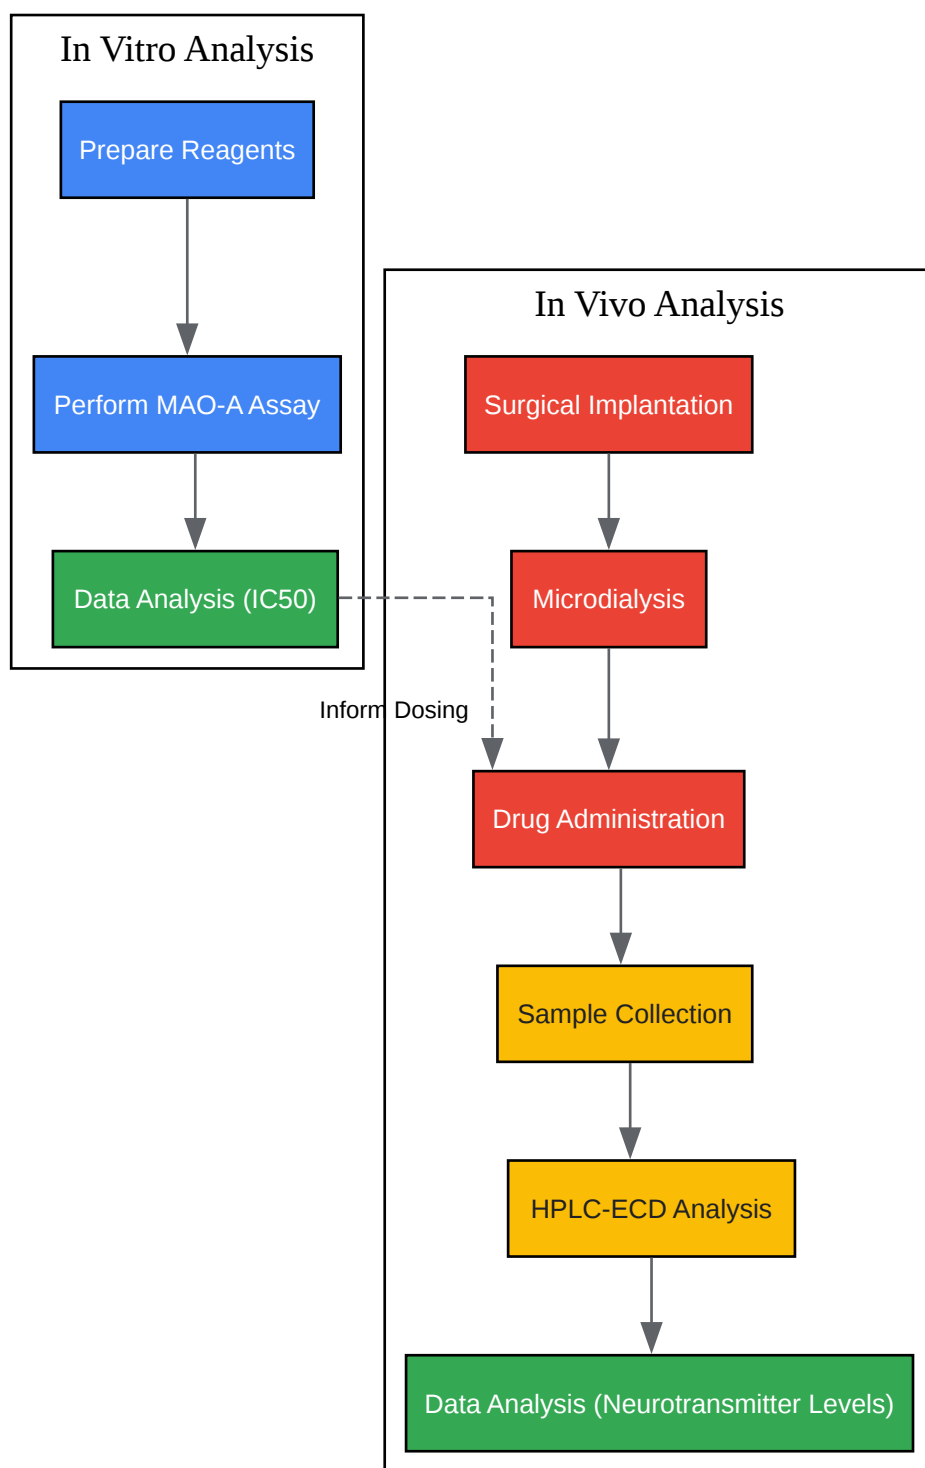 In Vitro Analysis
Prepare Reagents
Perform MAO-A Assay
Data Analysis (IC50)
Inform Dosing
In Vivo Analysis
Surgical Implantation
Microdialysis
Drug Administration
Sample Collection
HPLC-ECD Analysis
Data Analysis (Neurotransmitter Levels)